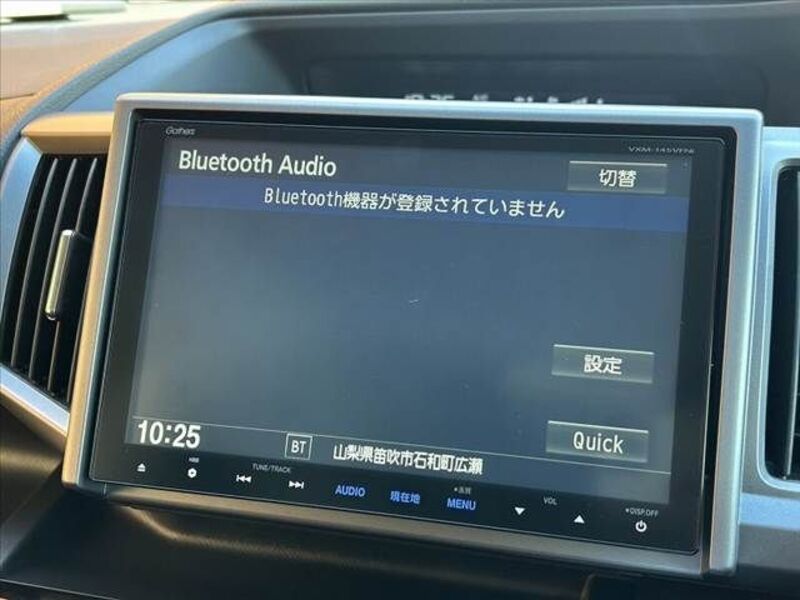 Gathers
VXM-145VFNi
Bluetooth Audio
切替
Bluetooth機器が登録されていません
設定
Quick
10:25
BT
山梨県笛吹市石和町広瀬
TUNE/TRACK
AUDIO
現在地
MENU
VOL
DISP.OFF